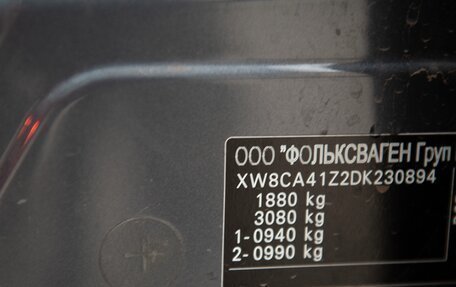 ООО "ФОЛЬКСВАГЕН Груп
XW8CA41Z2DK230894
1880 kg
3080 kg
1-0940 kg
2-0990 kg